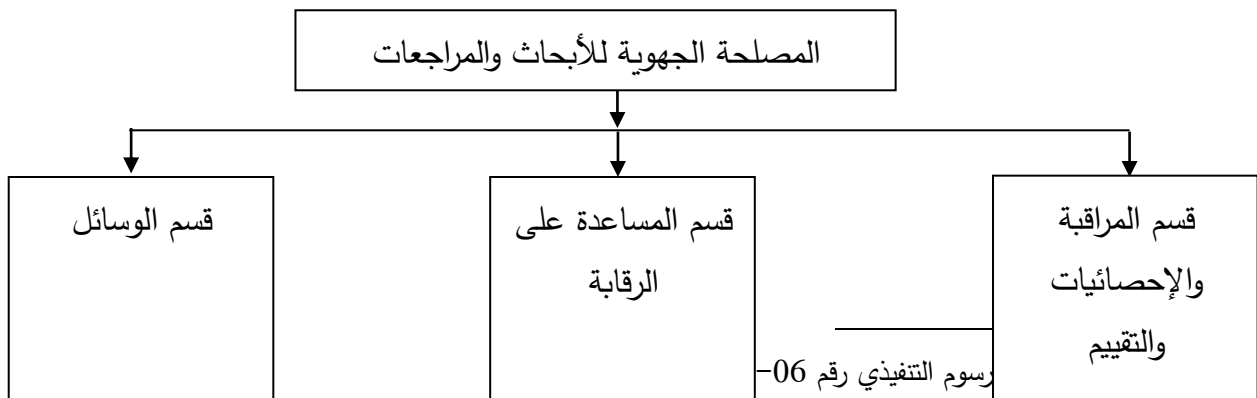 المصلحة الجهوية للأبحاث والمراجعات
قسم المراقبة
والإحصائيات
والتقييم
قسم المساعدة على
الرقابة
قسم الوسائل
رسوم التنفيذي رقم 06-